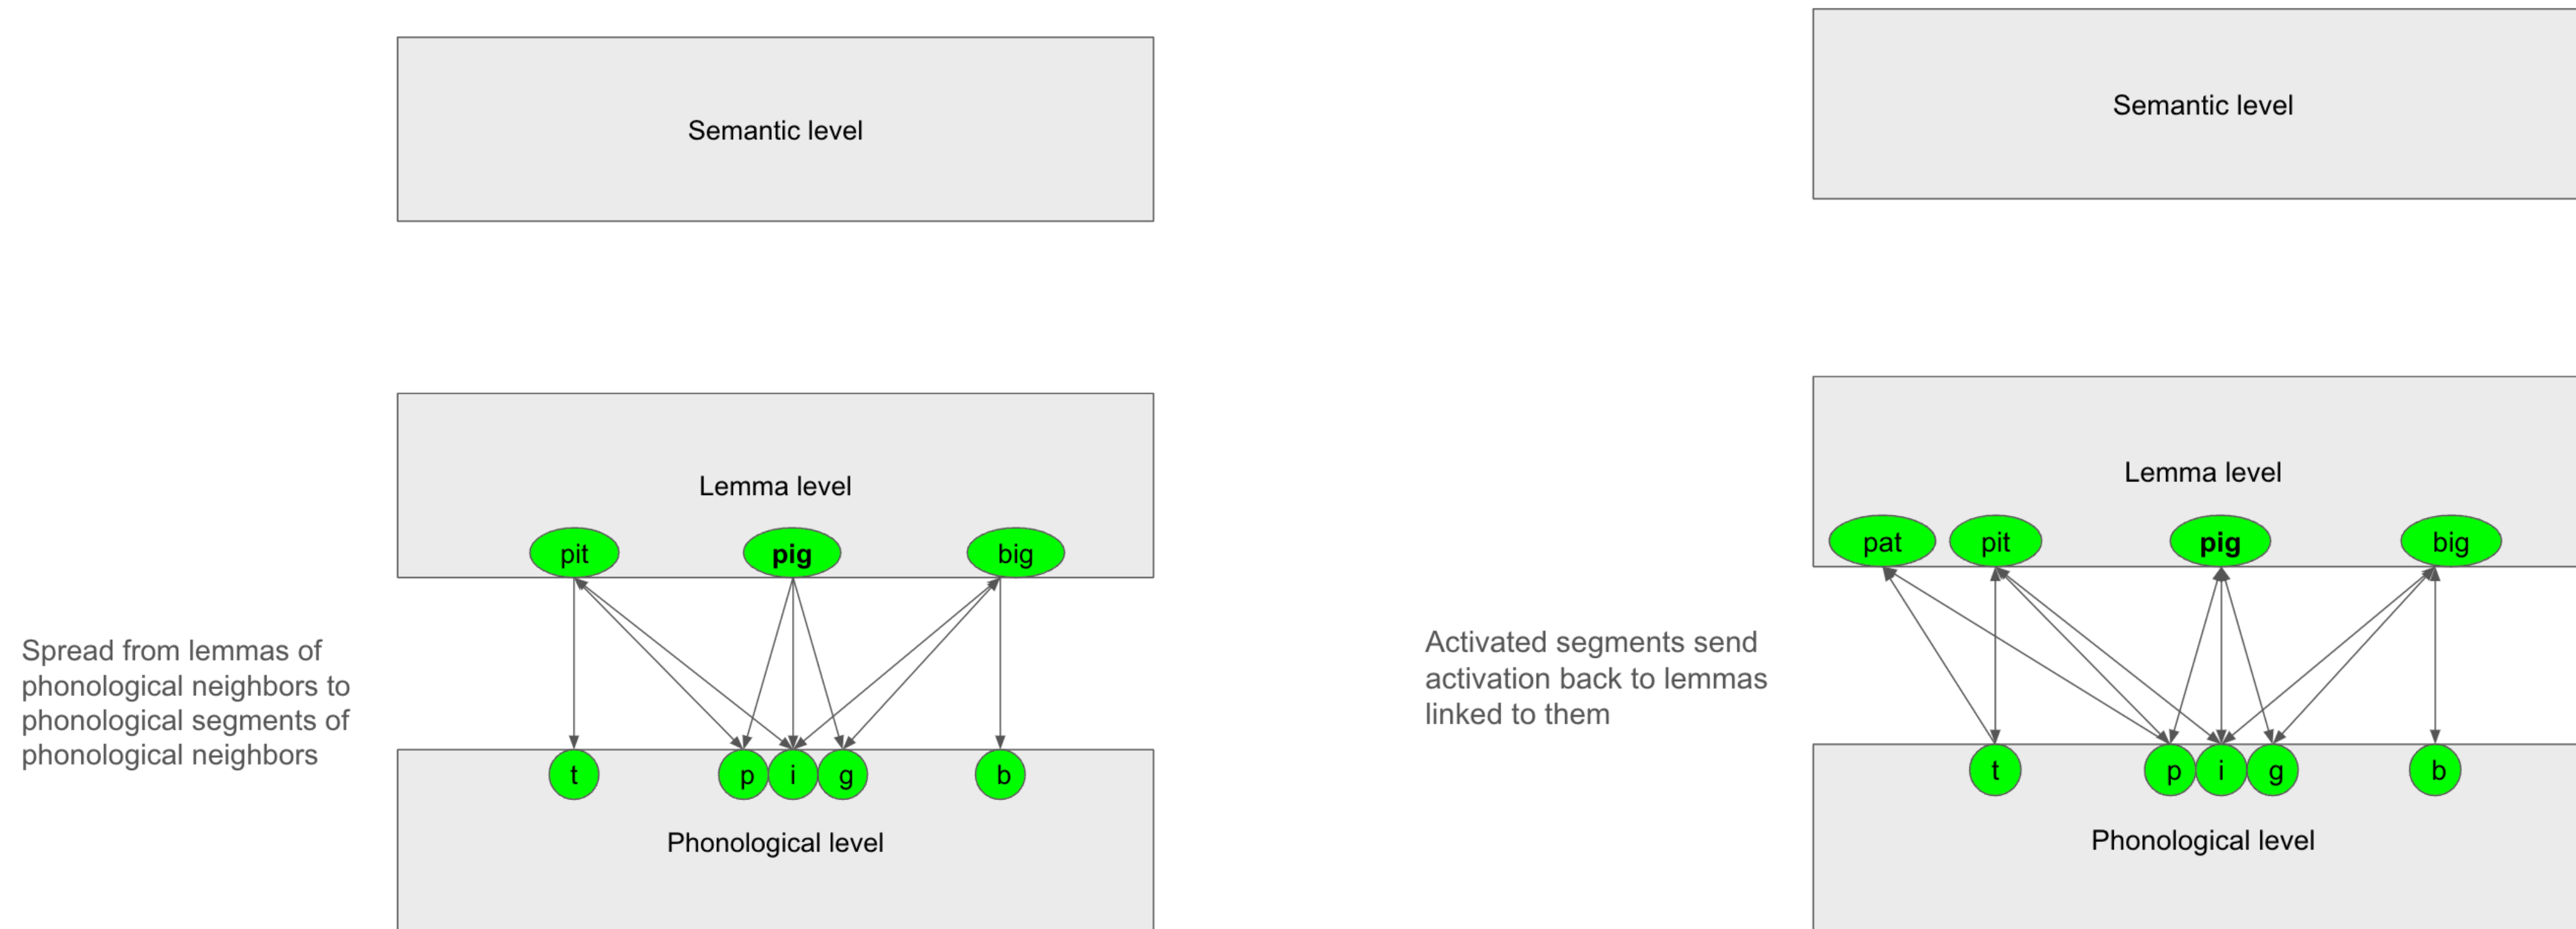 Semantic level
Lemma level
pit
pig
big
Spread from lemmas of
phonological neighbors to
phonological segments of
phonological neighbors
t
p
i
g
b
Phonological level
Semantic level
Lemma level
pat
pit
pig
big
Activated segments send
activation back to lemmas
linked to them
t
p
i
g
b
Phonological level